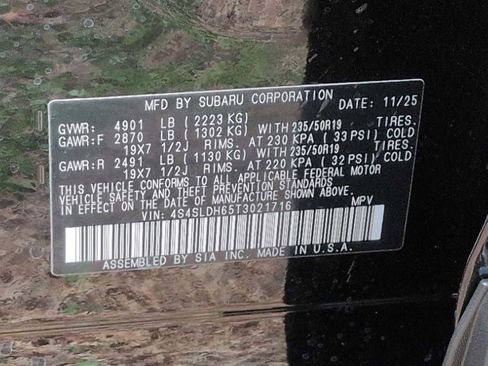 MFD BY SUBARU CORPORATION DATE: 11/25
GVWR: 4901 LB ( 2223 KG)
GAWR:F 2870 LB ( 1302 KG) WITH 235/50R19 TIRES.
19X7 1/2J RIMS. AT 230 KPA ( 33 PSI) COLD
GAWR:R 2491 LB ( 1130 KG) WITH 235/50R19 TIRES.
19X7 1/2J RIMS. AT 220 KPA ( 32 PSI) COLD
THIS VEHICLE CONFORMS TO ALL APPLICABLE FEDERAL MOTOR
VEHICLE SAFETY AND THEFT PREVENTION STANDARDS
IN EFFECT ON THE DATE OF MANUFACTURE SHOWN ABOVE.
VIN: 4S4SLDH65T3021716 MPV
ASSEMBLED BY SIA INC. MADE IN U.S.A.